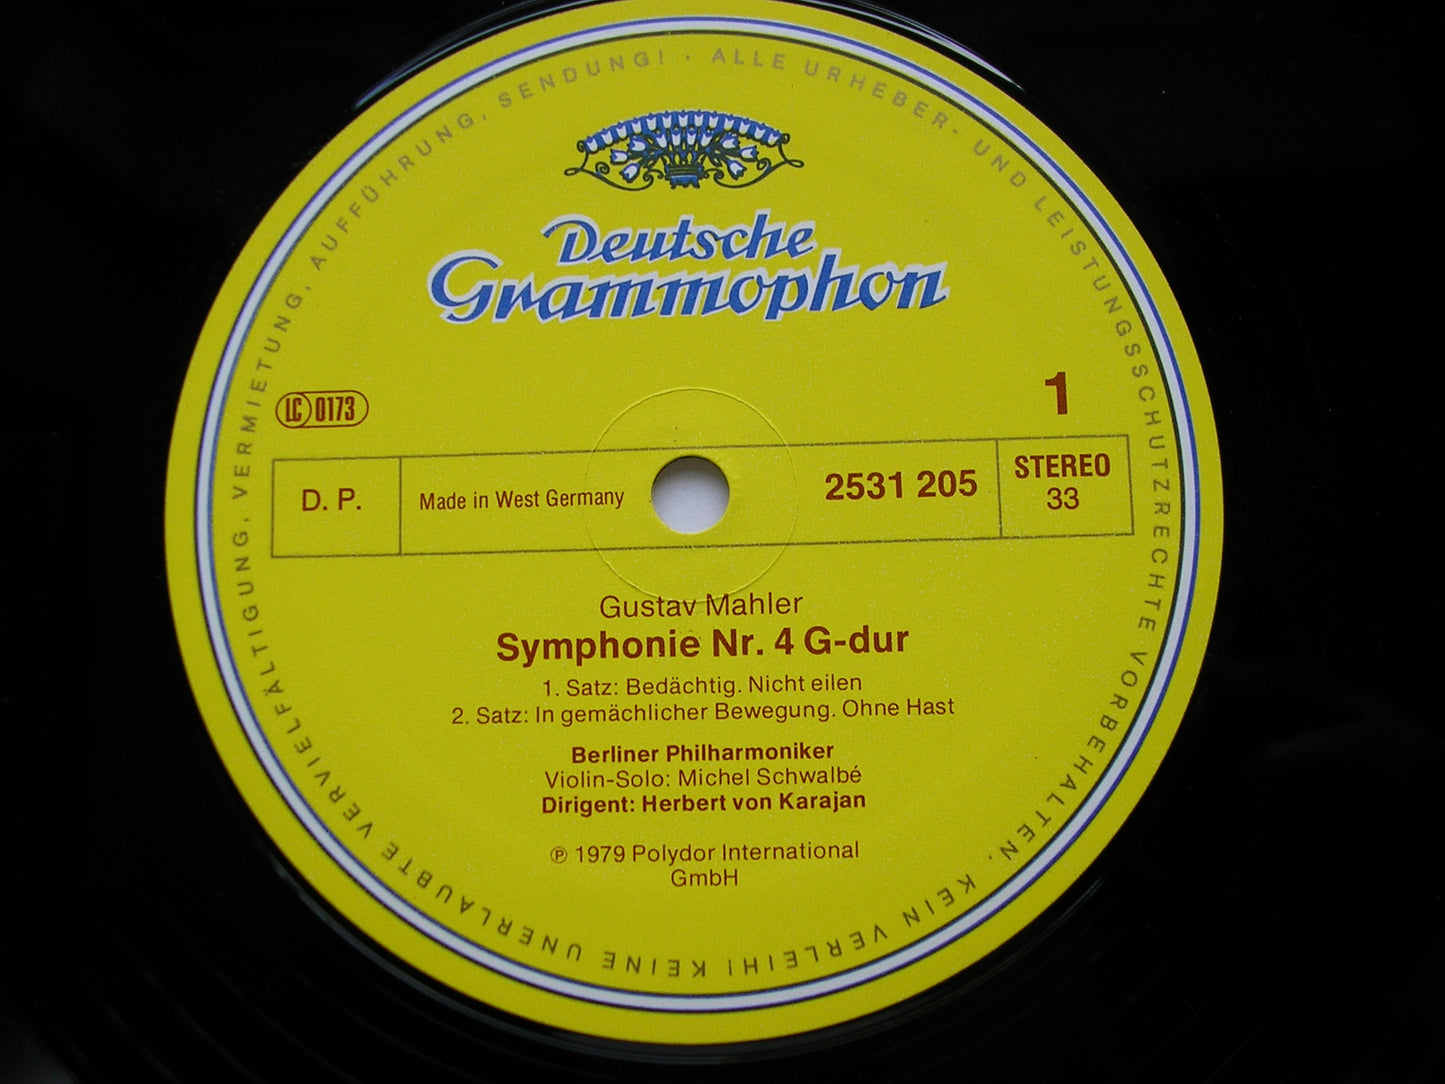 ALLE URHEBER- UND LEISTUNGSSCHUTZRECHTE VORBEHALTEN. KEIN VERLEIH! KEINE UNERLAUBTE VERVIELFÄLTIGUNG, VERMIETUNG, AUFFÜHRUNG, SENDUNG! ·
Deutsche
Grammophon
LC 0173
1
D. P.
Made in West Germany
2531 205
STEREO
33
Gustav Mahler
Symphonie Nr. 4 G-dur
1. Satz: Bedächtig. Nicht eilen
2. Satz: In gemächlicher Bewegung. Ohne Hast
Berliner Philharmoniker
Violin-Solo: Michel Schwalbé
Dirigent: Herbert von Karajan
℗ 1979 Polydor International
GmbH